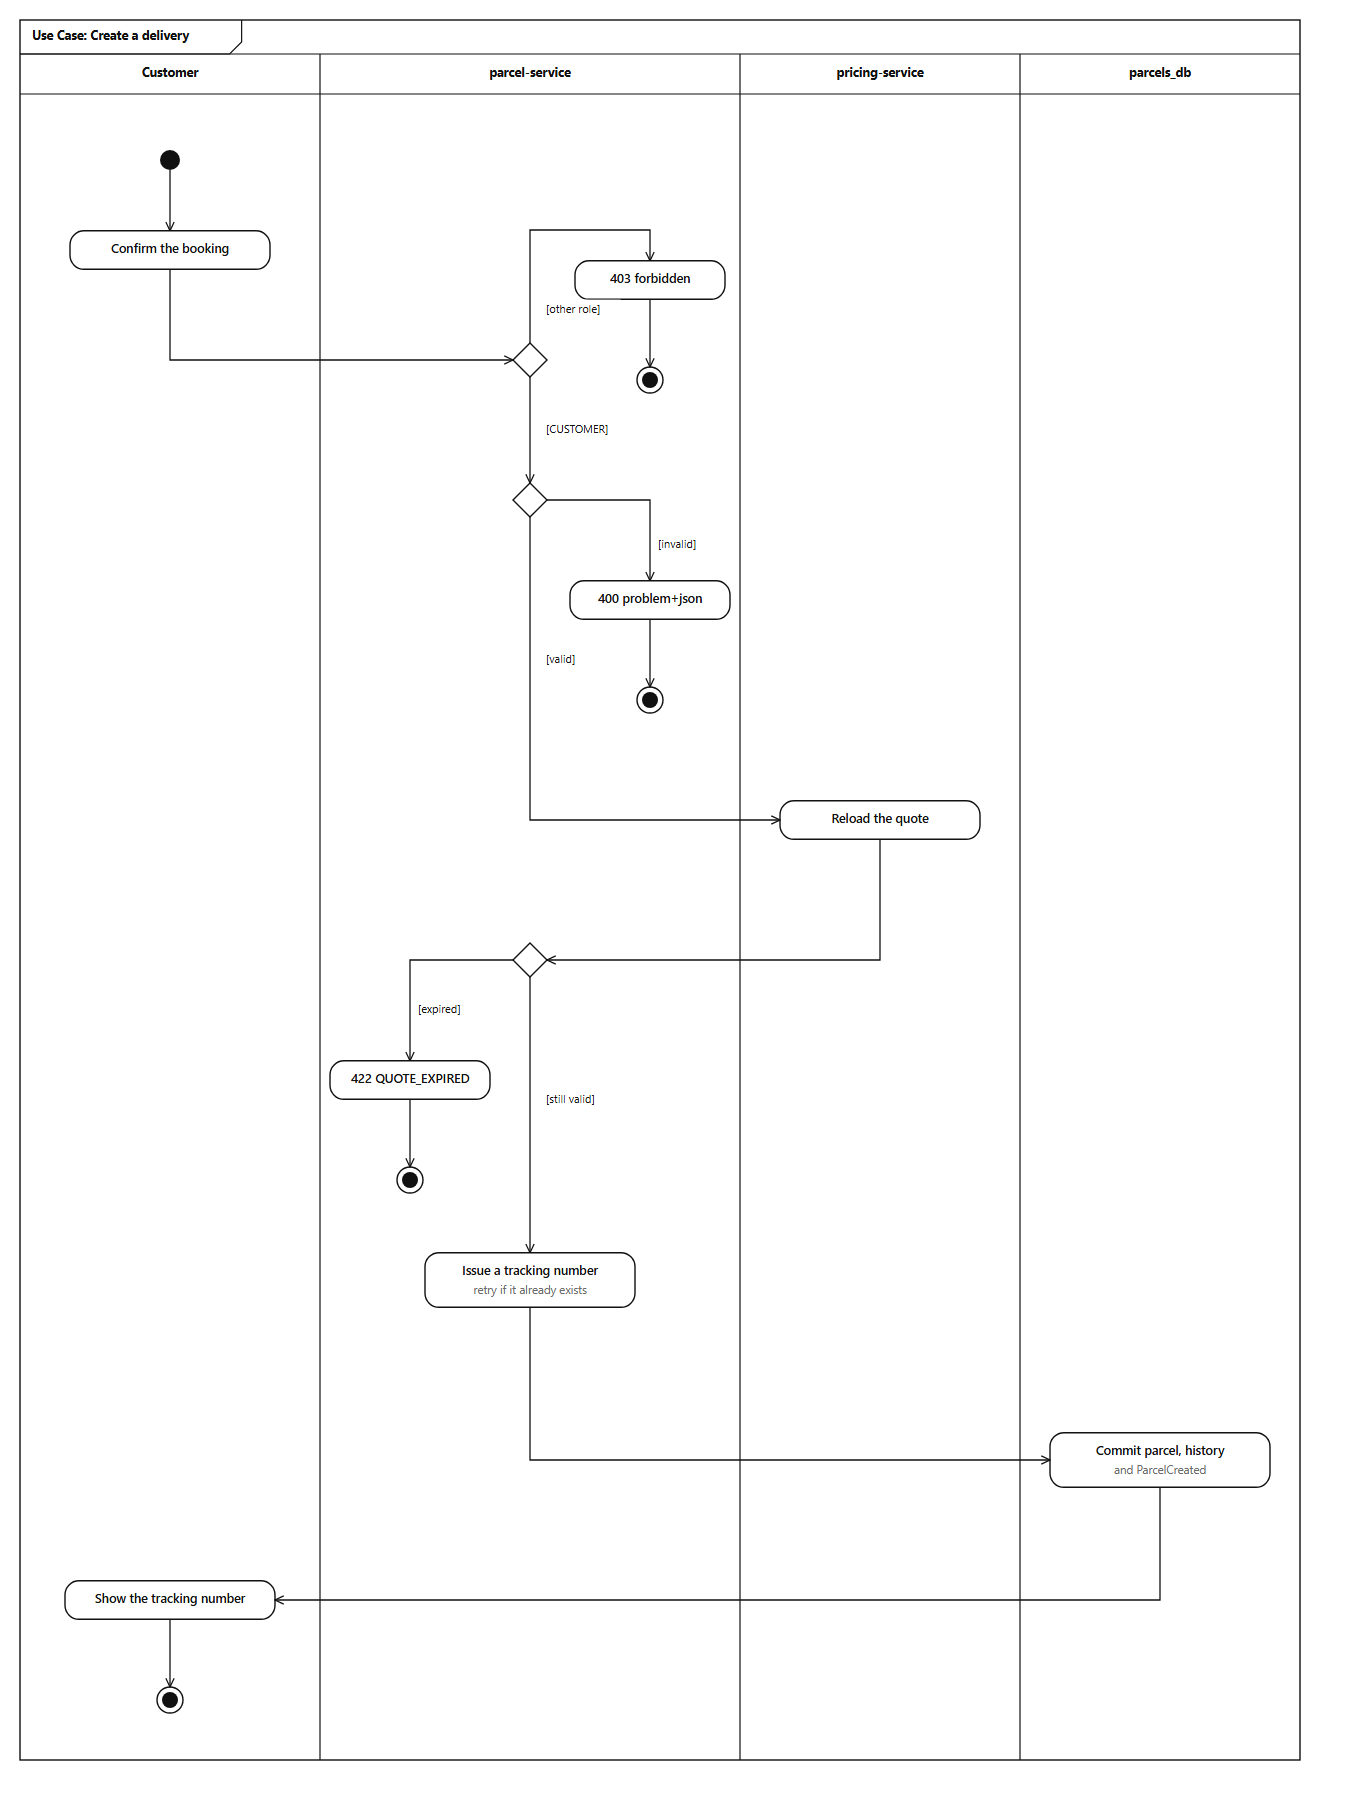 Use Case: Create a delivery
Customer
parcel-service
pricing-service
parcels_db
Confirm the booking
403 forbidden
[other role]
[CUSTOMER]
[invalid]
400 problem+json
[valid]
Reload the quote
[expired]
422 QUOTE_EXPIRED
[still valid]
Issue a tracking number
retry if it already exists
Commit parcel, history
and ParcelCreated
Show the tracking number